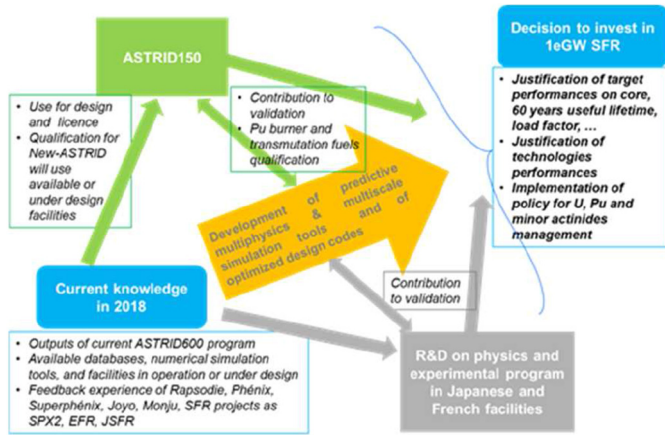 ASTRID150
Decision to invest in
1eGW SFR
• Justification of target
performances on core,
60 years useful lifetime,
load factor, ...
• Justification of
technologies
performances
• Implementation of
policy for U, Pu and
minor actinides
management
• Use for design
and licence
• Qualification for
New-ASTRID
will use
available or
under design
facilities
• Contribution to
validation
• Pu burner and
transmutation fuels
qualification
Development of predictive
multiphysics & multiscale
simulation tools and of
optimized design codes
Current knowledge
in 2018
Contribution
to validation
• Outputs of current ASTRID600 program
• Available databases, numerical simulation
tools, and facilities in operation or under design
• Feedback experience of Rapsodie, Phénix,
Superphénix, Joyo, Monju, SFR projects as
SPX2, EFR, JSFR
R&D on physics and
experimental program
in Japanese and
French facilities